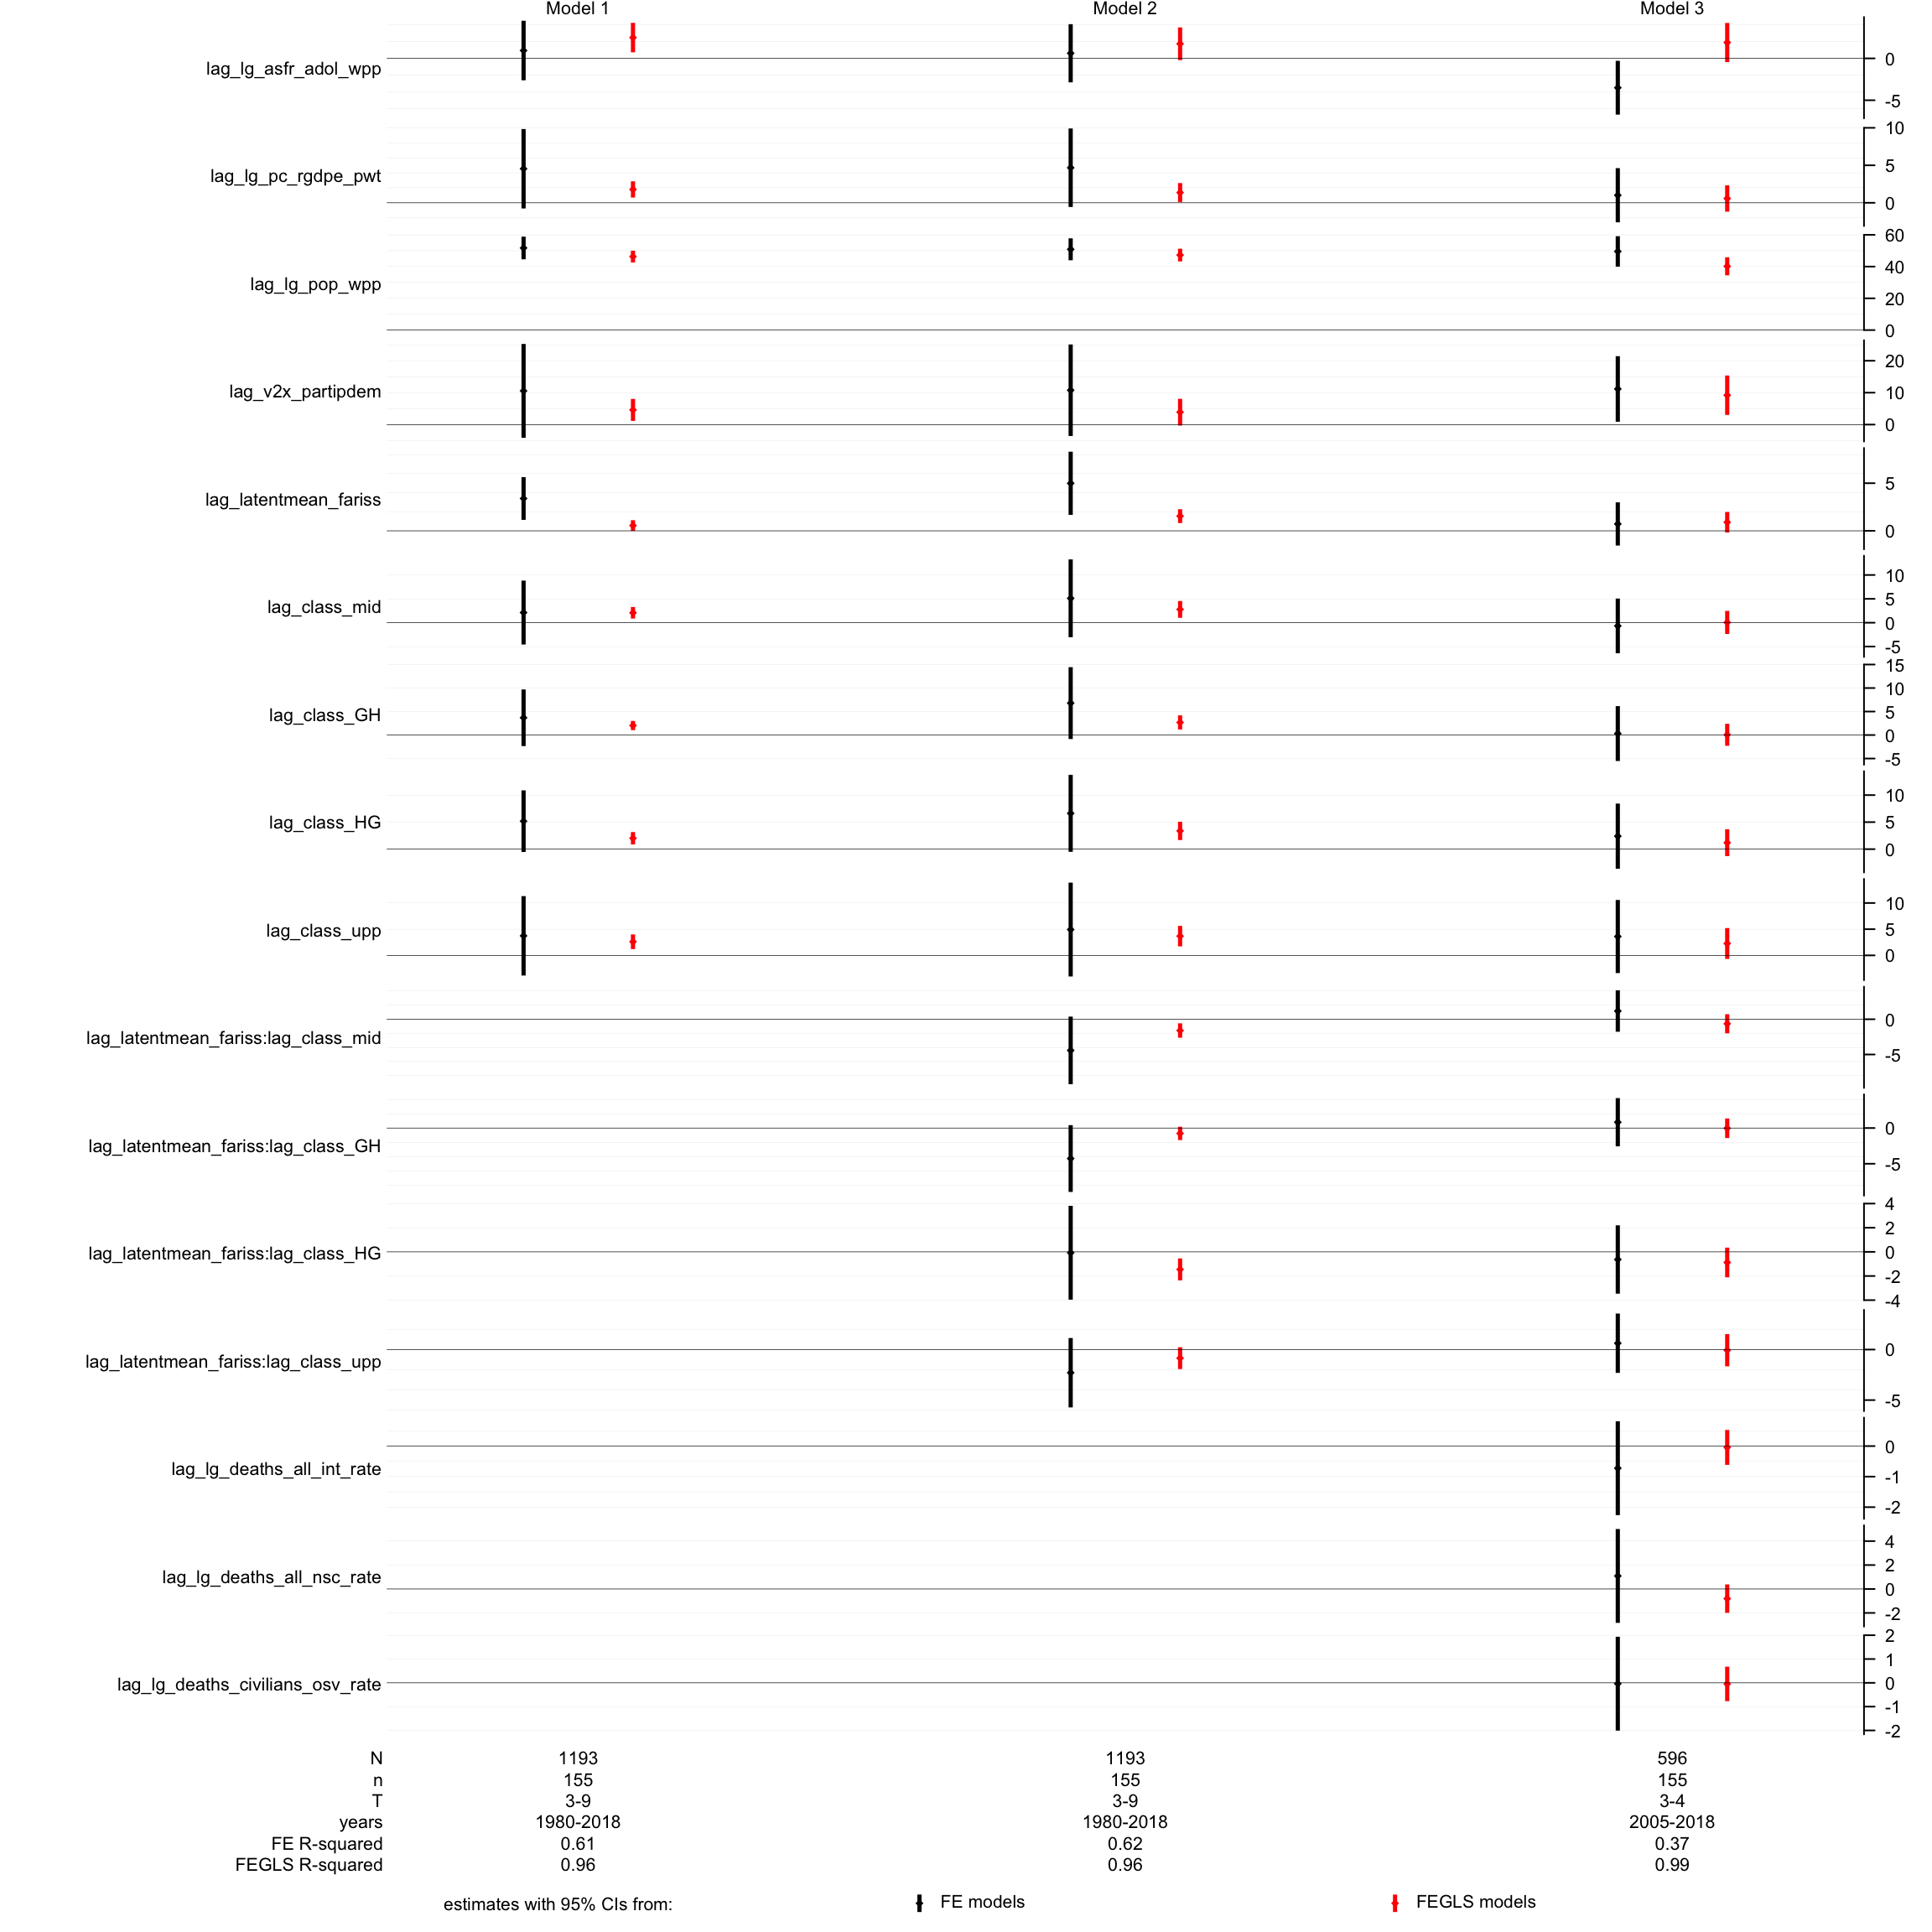 Model 1 Model 2 Model 3
lag_lg_asfr_adol_wpp 0 -5
lag_lg_pc_rgdpe_pwt 10 5 0
lag_lg_pop_wpp 60 40 20 0
lag_v2x_partipdem 20 10 0
lag_latentmean_fariss 5 0
lag_class_mid 10 5 0 -5
lag_class_GH 15 10 5 0 -5
lag_class_HG 10 5 0
lag_class_upp 10 5 0
lag_latentmean_fariss:lag_class_mid 0 -5
lag_latentmean_fariss:lag_class_GH 0 -5
lag_latentmean_fariss:lag_class_HG 4 2 0 -2 -4
lag_latentmean_fariss:lag_class_upp 0 -5
lag_lg_deaths_all_int_rate 0 -1 -2
lag_lg_deaths_all_nsc_rate 4 2 0 -2
lag_lg_deaths_civilians_osv_rate 2 1 0 -1 -2
N 1193 1193 596
n 155 155 155
T 3-9 3-9 3-4
years 1980-2018 1980-2018 2005-2018
FE R-squared 0.61 0.62 0.37
FEGLS R-squared 0.96 0.96 0.99
estimates with 95% CIs from: FE models FEGLS models